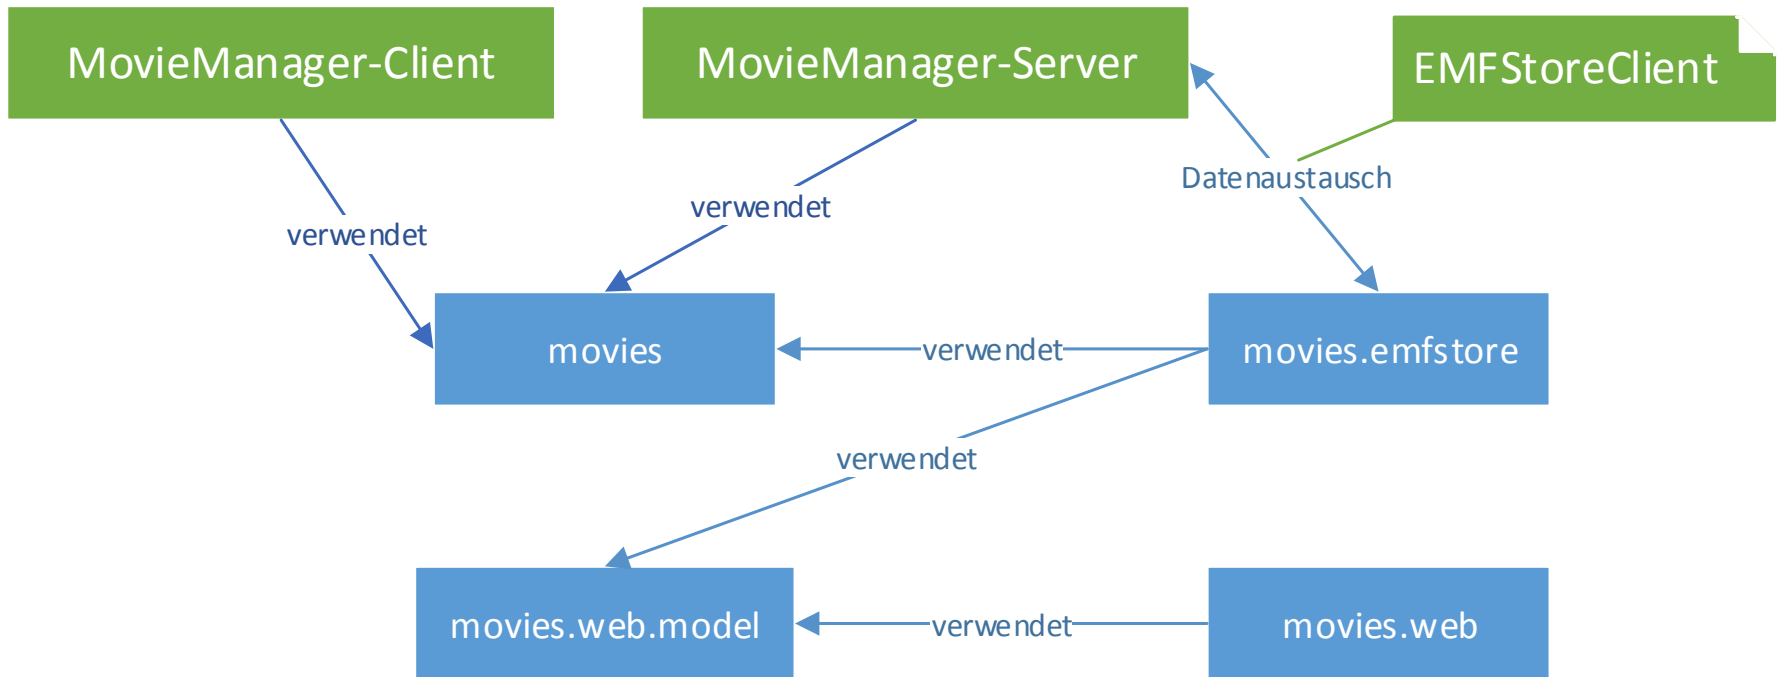 MovieManager-Client
MovieManager-Server
EMFStoreClient
Datenaustausch
verwendet
verwendet
movies
verwendet
movies.emfstore
verwendet
movies.web.model
verwendet
movies.web